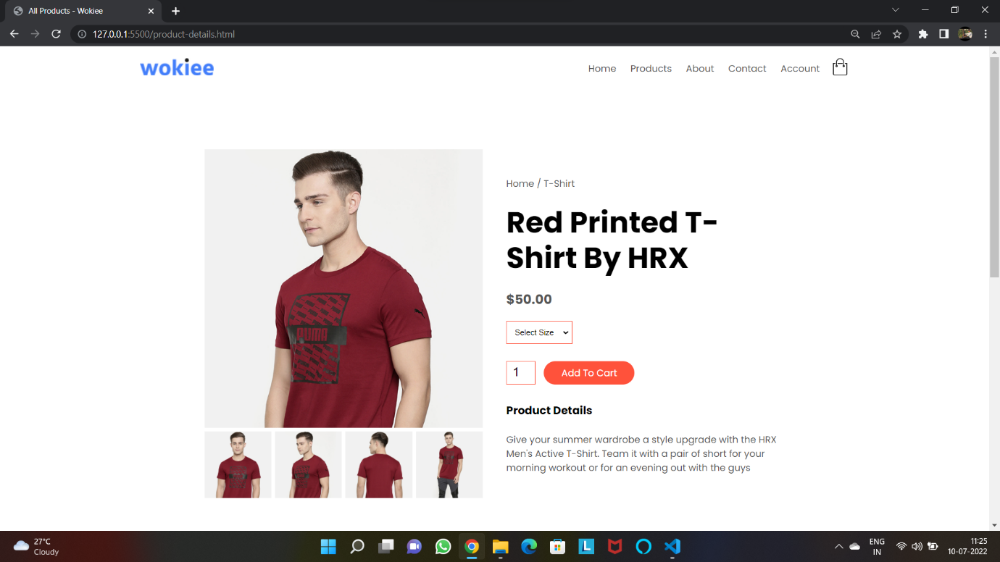 All Products - Wokiee
127.0.0.1:5500/product-details.html
wokiee
Home Products About Contact Account
Home / T-Shirt
Red Printed T-
Shirt By HRX
$50.00
Select Size
1
Add To Cart
PUMA
Product Details
Give your summer wardrobe a style upgrade with the HRX
Men's Active T-Shirt. Team it with a pair of short for your
morning workout or for an evening out with the guys
27°C
Cloudy
L
ENG
IN
11:25
10-07-2022